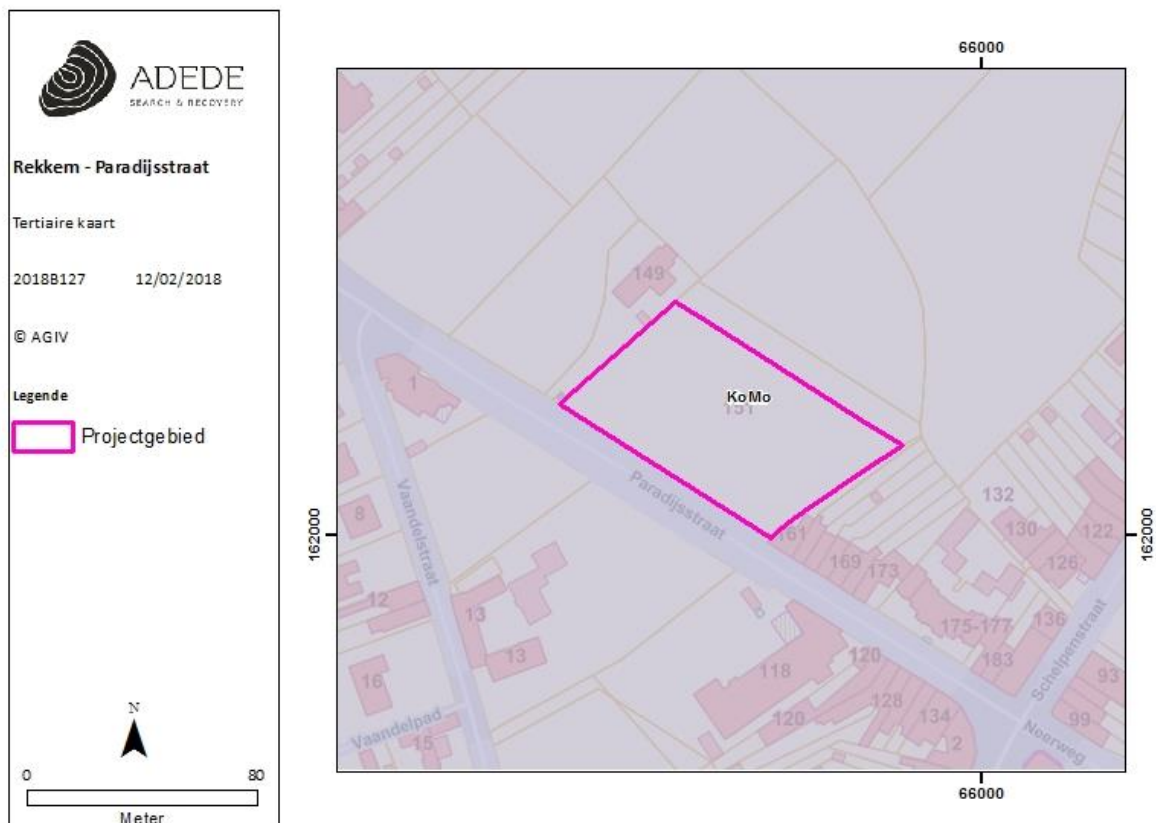 ADEDE
SEARCH & RECOVERY
Rekkem - Paradijsstraat
Tertiaire kaart
2018B127 12/02/2018
© AGIV
Legende
Projectgebied
N
0 80
Meter
66000
149
KoMo
151
1
Paradijsstraat
Vaandelstraat
8
162000
162000
132
130
122
126
161
169
173
12
13
13
175-177
136
183
Schelpenstraat
16
118
120
128
134
120
2
93
99
Vaandelpad
15
Noerweg
66000